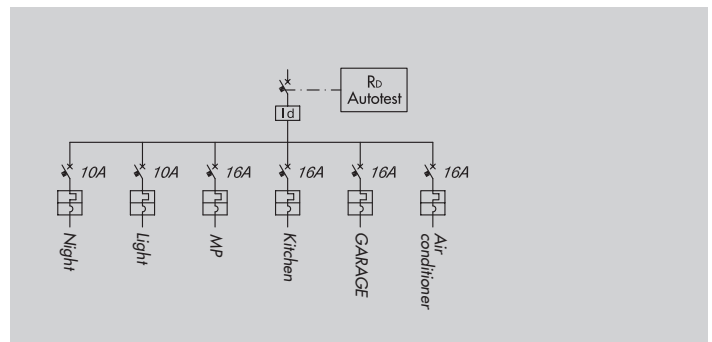 RD
Autotest
Id
10A
10A
16A
16A
16A
16A
Night
Light
MP
Kitchen
GARAGE
Air
conditioner